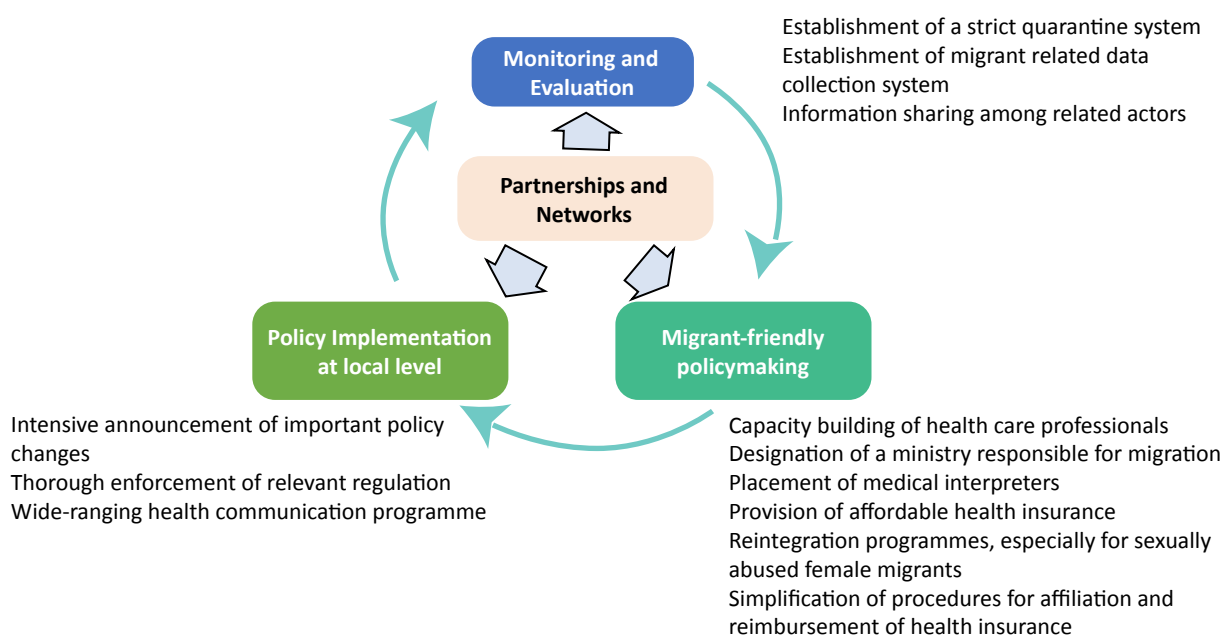 Establishment of a strict quarantine system
Establishment of migrant related data
collection system
Information sharing among related actors
Monitoring and
Evaluation
Partnerships and
Networks
Policy Implementation
at local level
Migrant-friendly
policymaking
Intensive announcement of important policy
changes
Thorough enforcement of relevant regulation
Wide-ranging health communication programme
Capacity building of health care professionals
Designation of a ministry responsible for migration
Placement of medical interpreters
Provision of affordable health insurance
Reintegration programmes, especially for sexually
abused female migrants
Simplification of procedures for affiliation and
reimbursement of health insurance